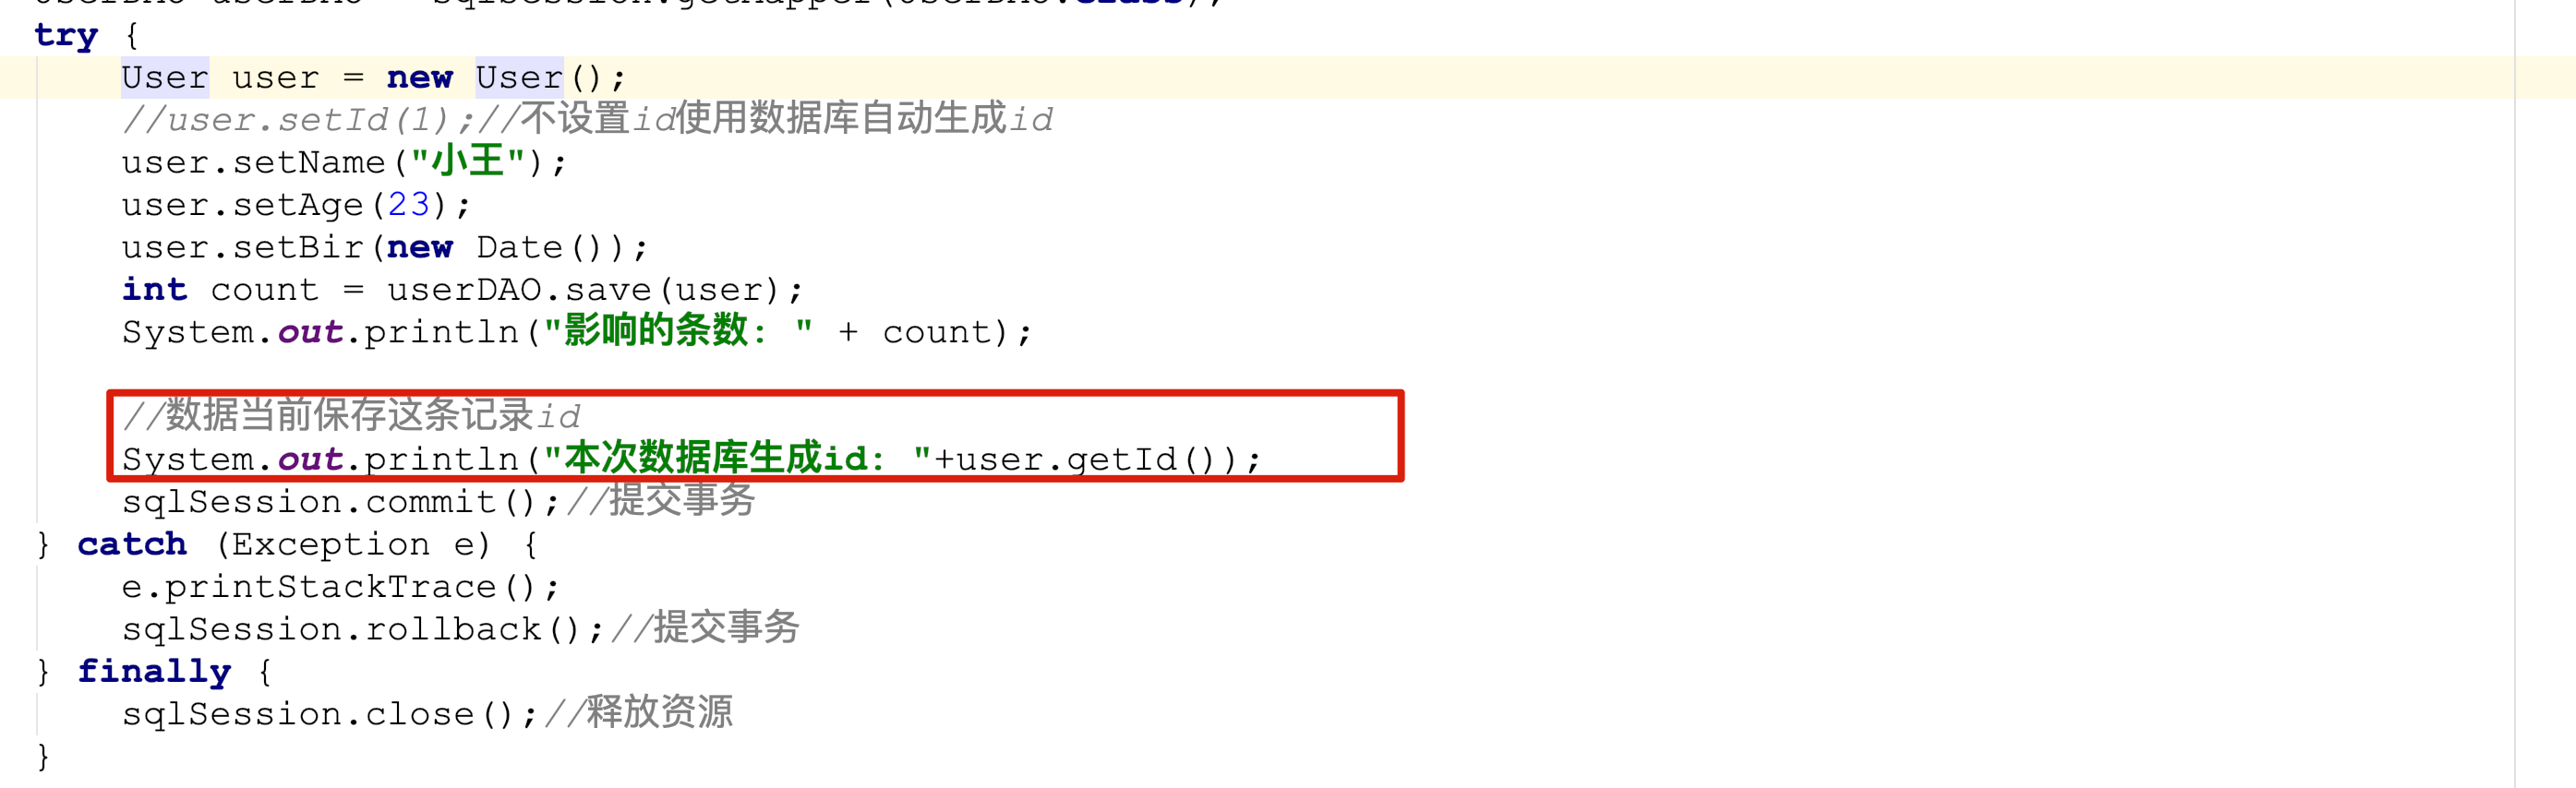 try {
User user = new User();
//user.setId(1);//不设置id使用数据库自动生成id
user.setName("小王");
user.setAge(23);
user.setBir(new Date());
int count = userDAO.save(user);
System.out.println("影响的条数: " + count);
//数据当前保存这条记录id
System.out.println("本次数据库生成id: "+user.getId());
sqlSession.commit();//提交事务
} catch (Exception e) {
e.printStackTrace();
sqlSession.rollback();//提交事务
} finally {
sqlSession.close();//释放资源
}